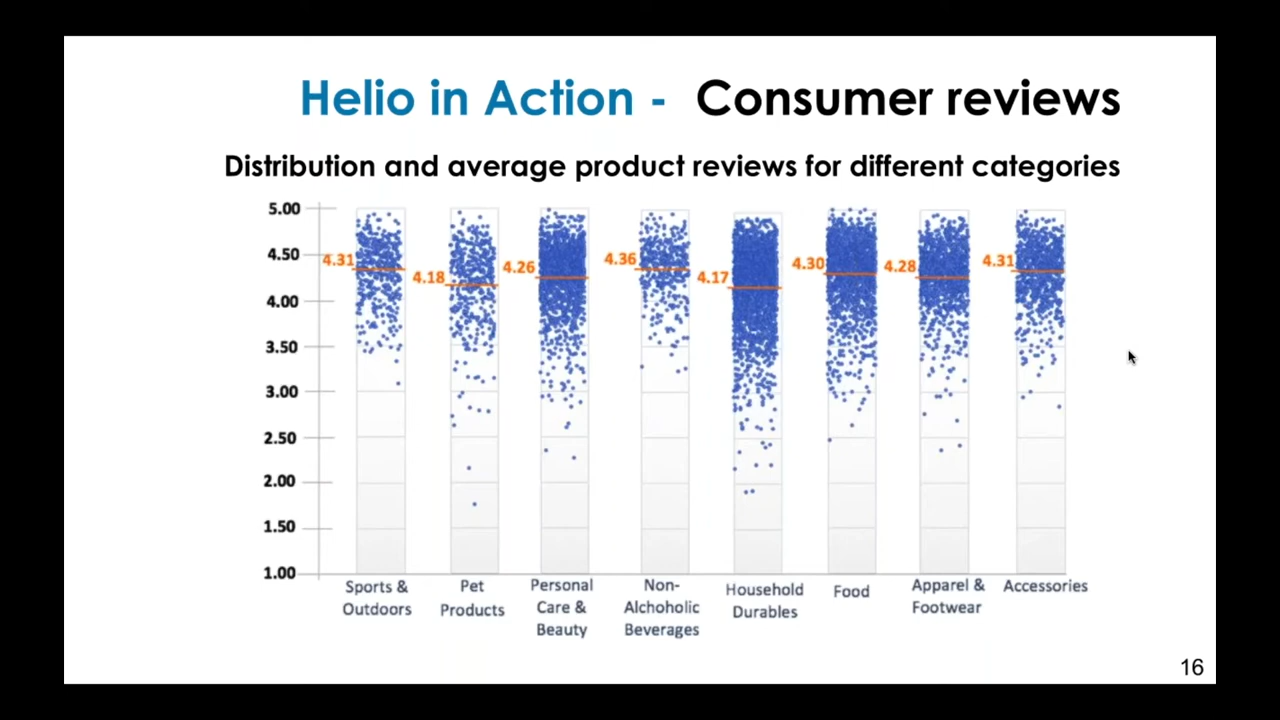 Helio in Action - Consumer reviews
Distribution and average product reviews for different categories
5.00
4.50
4.00
3.50
3.00
2.50
2.00
1.50
1.00
4.31
4.18
4.26
4.36
4.17
4.30
4.28
4.31
Sports &
Outdoors
Pet
Products
Personal
Care &
Beauty
Non-
Alchoholic
Beverages
Household
Durables
Food
Apparel &
Footwear
Accessories
16